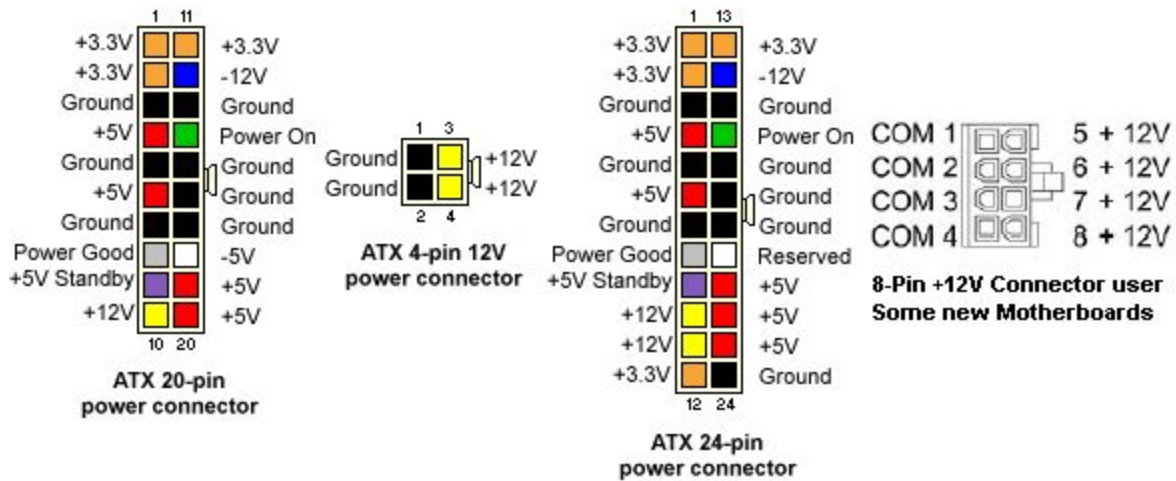 1 11
+3.3V +3.3V
+3.3V -12V
Ground Ground
+5V Power On
Ground Ground
+5V Ground
Ground Ground
Power Good -5V
+5V Standby +5V
+12V +5V
10 20
ATX 20-pin
power connector
1 3
Ground +12V
Ground +12V
2 4
ATX 4-pin 12V
power connector
1 13
+3.3V +3.3V
+3.3V -12V
Ground Ground
+5V Power On
Ground Ground
+5V Ground
Ground Ground
Power Good Reserved
+5V Standby +5V
+12V +5V
+12V +5V
+3.3V Ground
12 24
ATX 24-pin
power connector
COM 1 5 + 12V
COM 2 6 + 12V
COM 3 7 + 12V
COM 4 8 + 12V
8-Pin +12V Connector user
Some new Motherboards